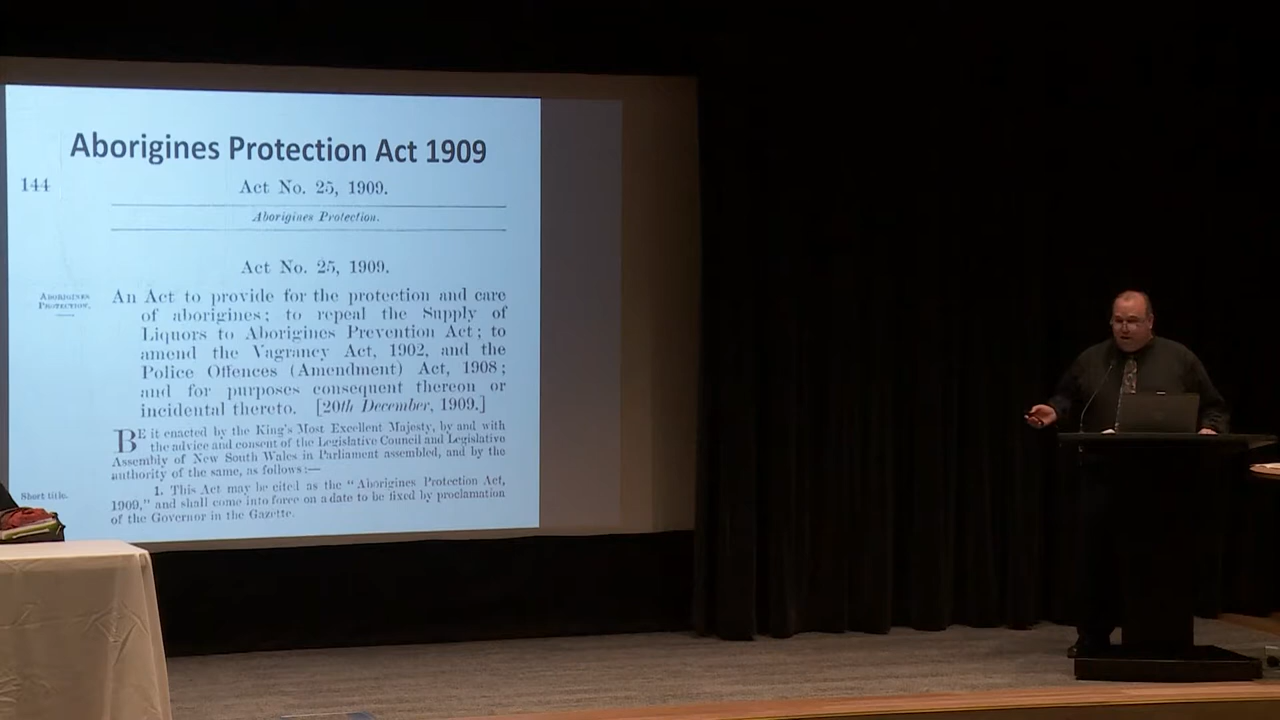 Aborigines Protection Act 1909
144
Act No. 25, 1909.
Aborigines Protection.
Act No. 25, 1909.
ABORIGINES
PROTECTION.
An Act to provide for the protection and care
of aborigines; to repeal the Supply of
Liquors to Aborigines Prevention Act; to
amend the Vagrancy Act, 1902, and the
Police Offences (Amendment) Act, 1908;
and for purposes consequent thereon or
incidental thereto. [20th December, 1909.]
BE it enacted by the King's Most Excellent Majesty, by and with
the advice and consent of the Legislative Council and Legislative
Assembly of New South Wales in Parliament assembled, and by the
authority of the same, as follows:—
Short title.
1. This Act may be cited as the "Aborigines Protection Act,
1909," and shall come into force on a date to be fixed by proclamation
of the Governor in the Gazette.